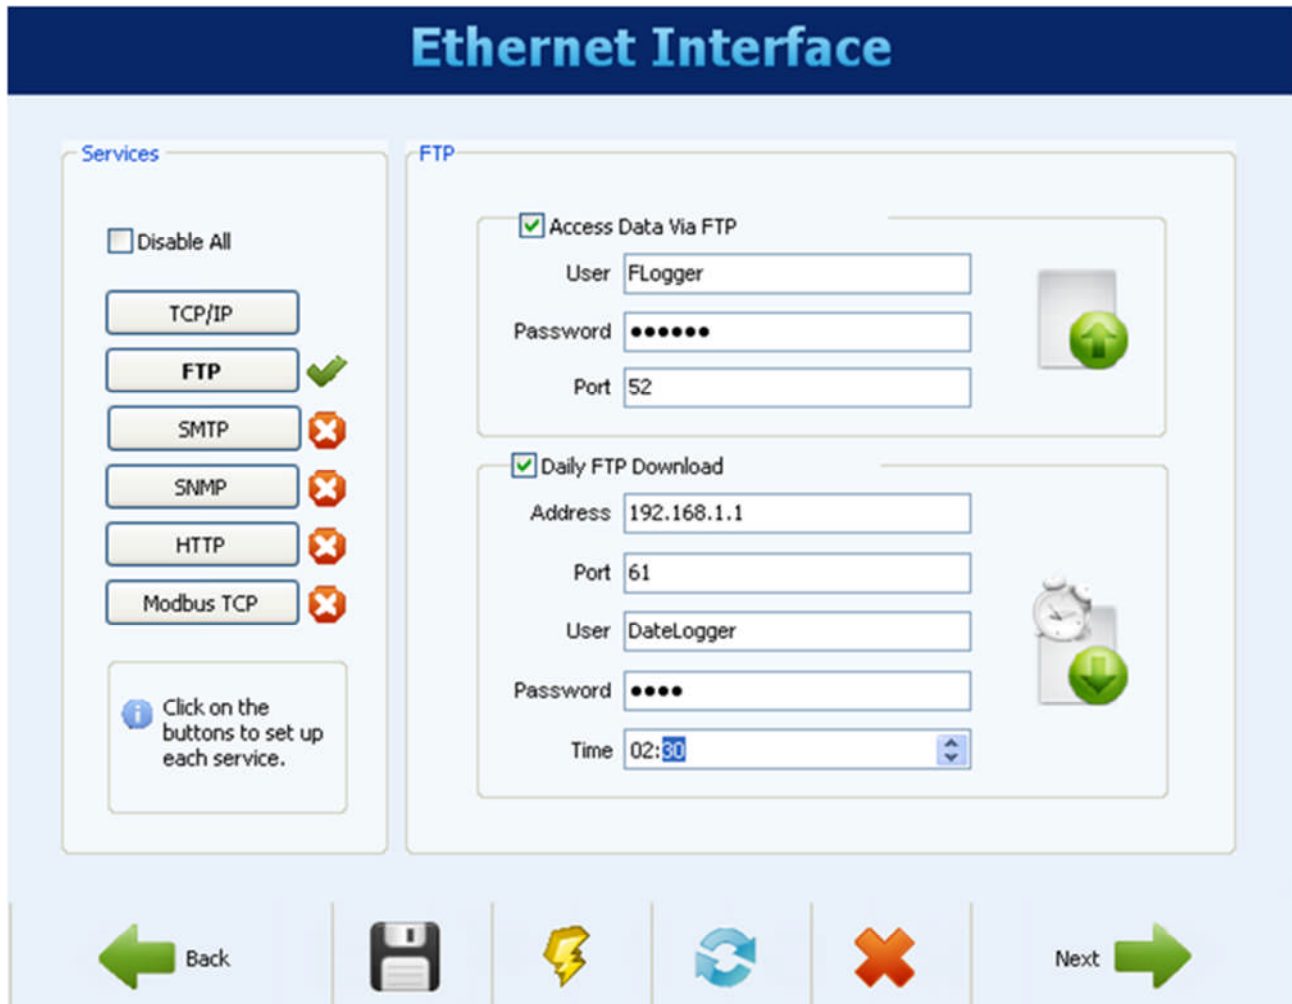 Ethernet Interface
Services
Disable All
TCP/IP
FTP
SMTP
SNMP
HTTP
Modbus TCP
Click on the
buttons to set up
each service.
FTP
Access Data Via FTP
User FLogger
Password ••••••
Port 52
Daily FTP Download
Address 192.168.1.1
Port 61
User DateLogger
Password ••••
Time 02:30
Back
Next